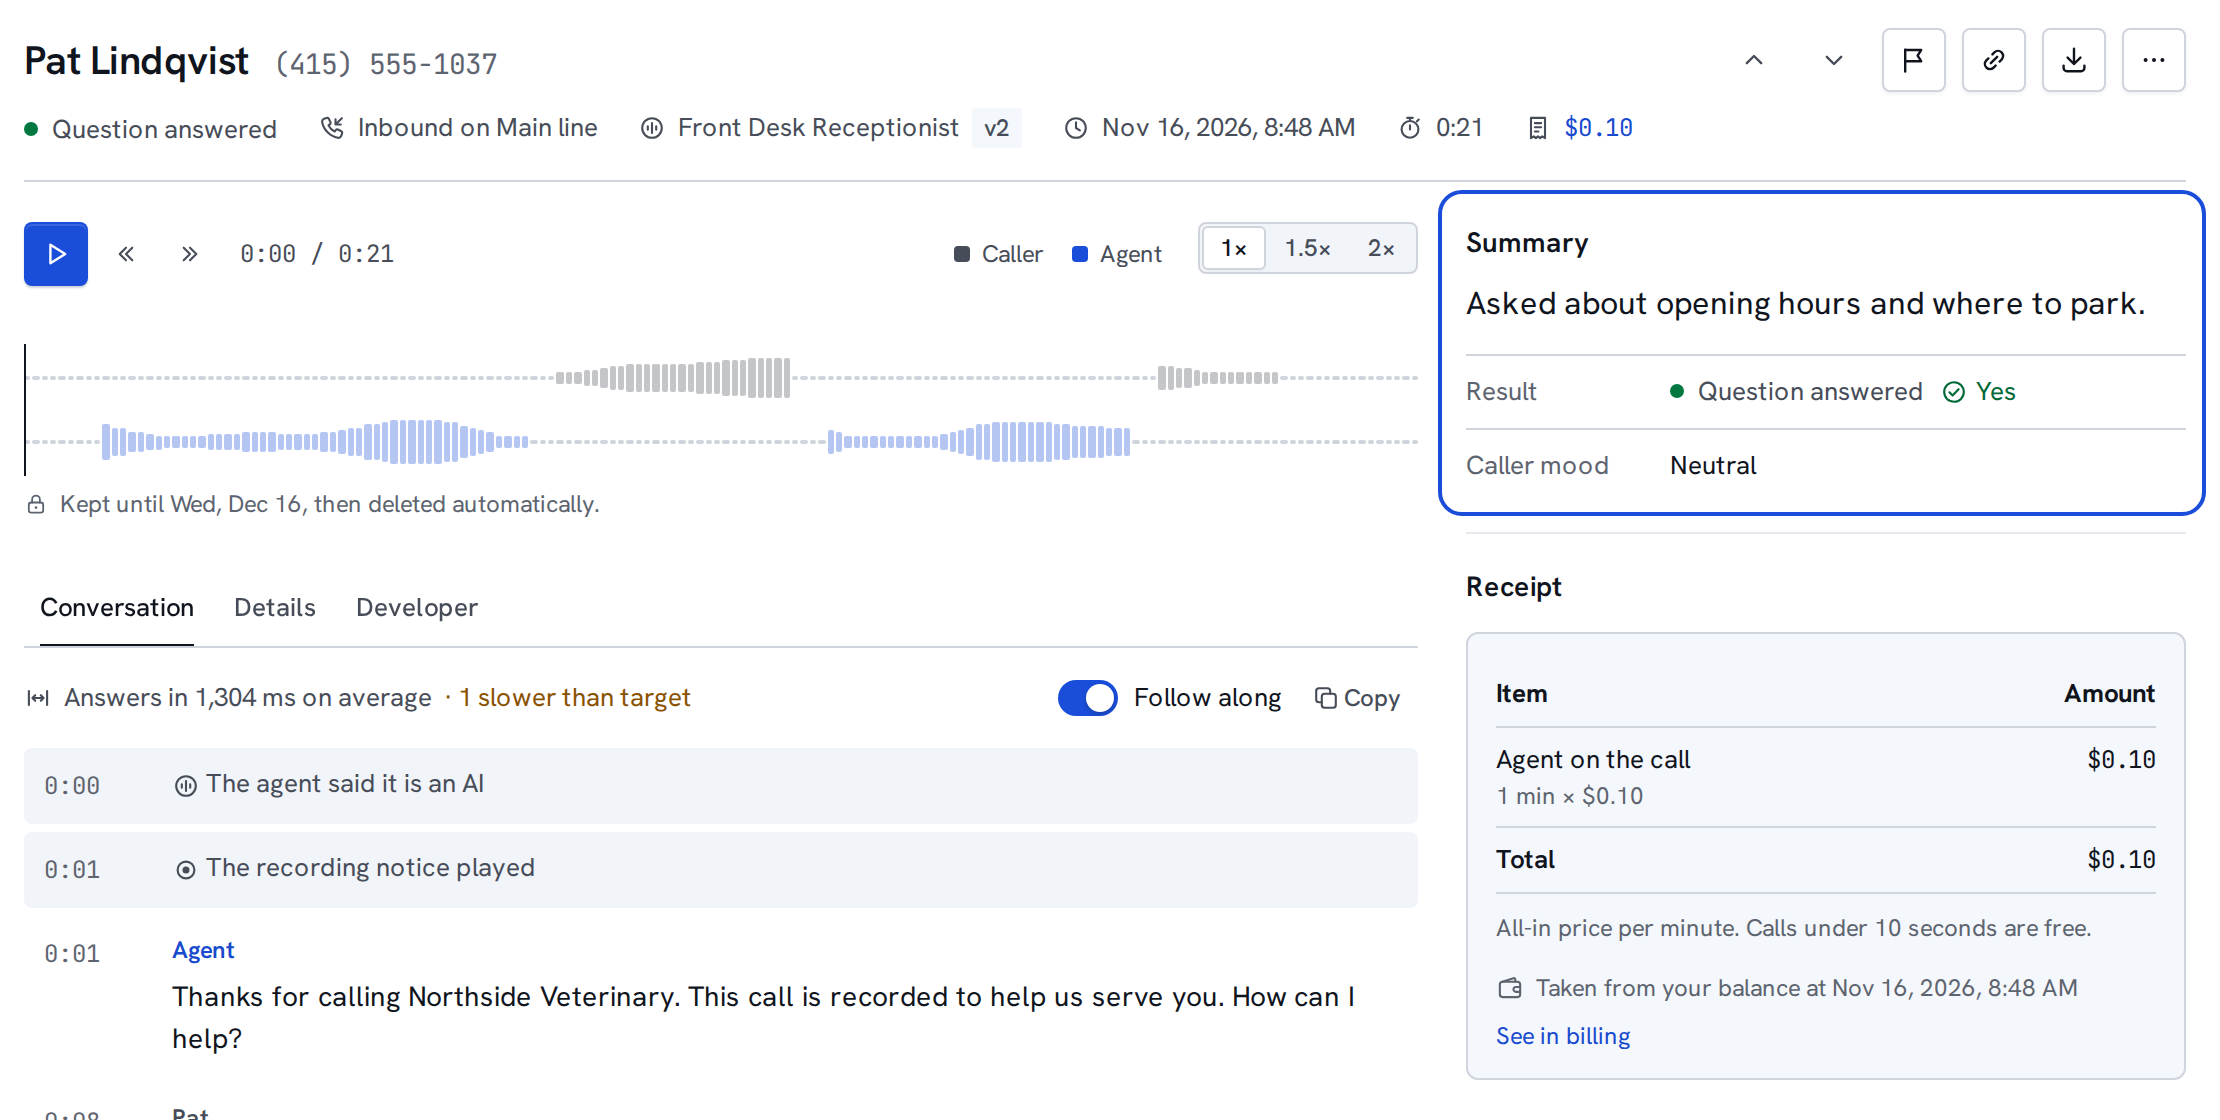 Pat Lindqvist (415) 555-1037
Question answered Inbound on Main line Front Desk Receptionist v2 Nov 16, 2026, 8:48 AM 0:21 $0.10
0:00 / 0:21 Caller Agent 1× 1.5× 2×
Kept until Wed, Dec 16, then deleted automatically.
Conversation Details Developer
Answers in 1,304 ms on average · 1 slower than target Follow along Copy
0:00 The agent said it is an AI
0:01 The recording notice played
0:01 Agent
Thanks for calling Northside Veterinary. This call is recorded to help us serve you. How can I
help?
0:08 Pat
Summary
Asked about opening hours and where to park.
Result Question answered Yes
Caller mood Neutral
Receipt
Item Amount
Agent on the call $0.10
1 min × $0.10
Total $0.10
All-in price per minute. Calls under 10 seconds are free.
Taken from your balance at Nov 16, 2026, 8:48 AM
See in billing